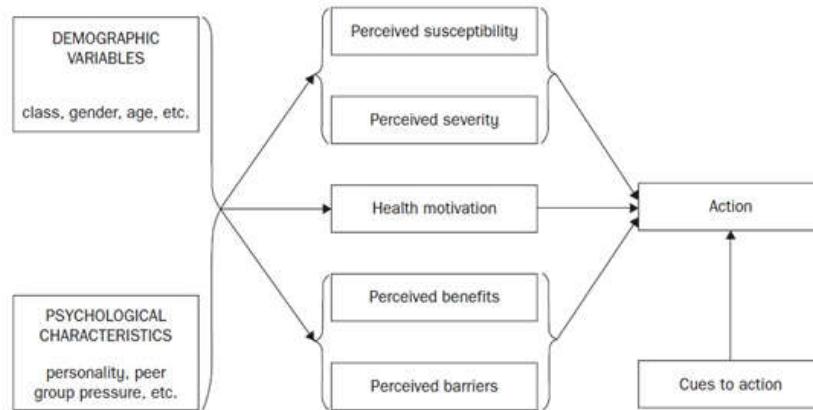 DEMOGRAPHIC
VARIABLES
class, gender, age, etc.
PSYCHOLOGICAL
CHARACTERISTICS
personality, peer
group pressure, etc.
Perceived susceptibility
Perceived severity
Health motivation
Perceived benefits
Perceived barriers
Action
Cues to action